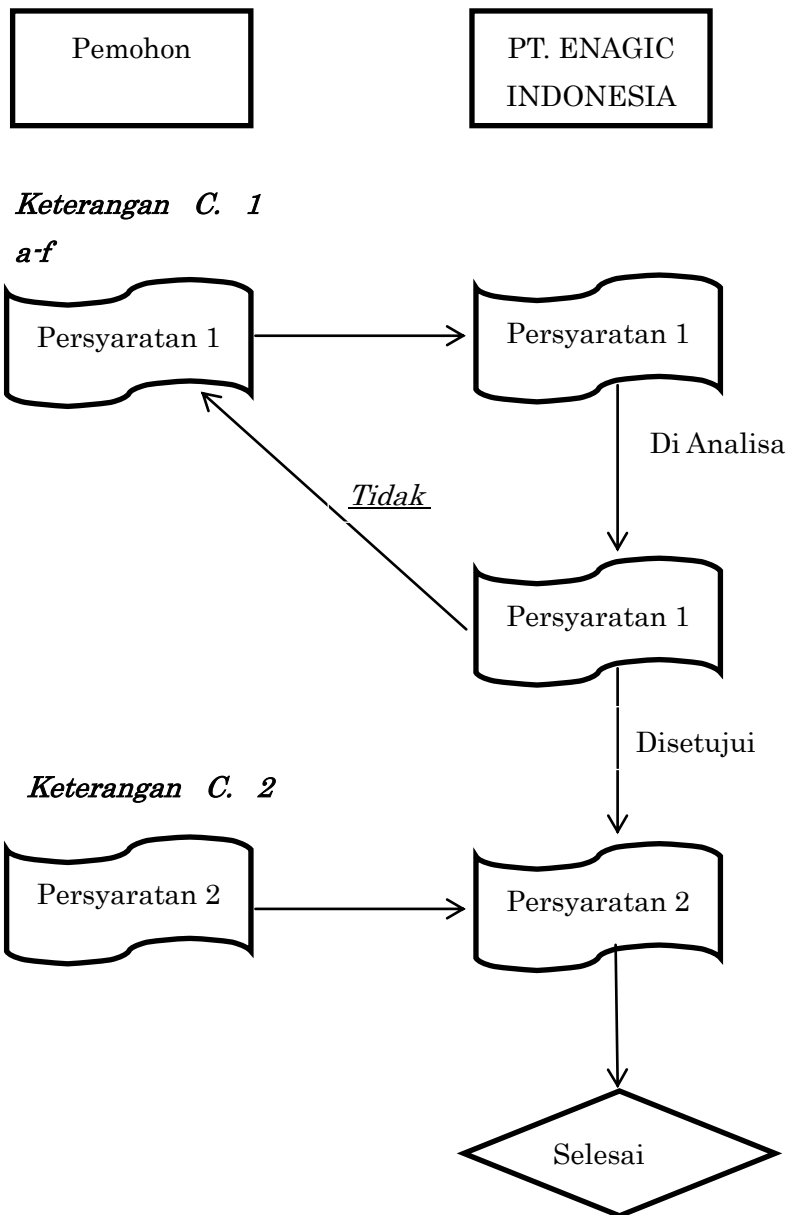 Pemohon
PT. ENAGIC
INDONESIA
Keterangan C. 1
a-f
Persyaratan 1
Persyaratan 1
Di Analisa
Tidak
Persyaratan 1
Disetujui
Keterangan C. 2
Persyaratan 2
Persyaratan 2
Selesai